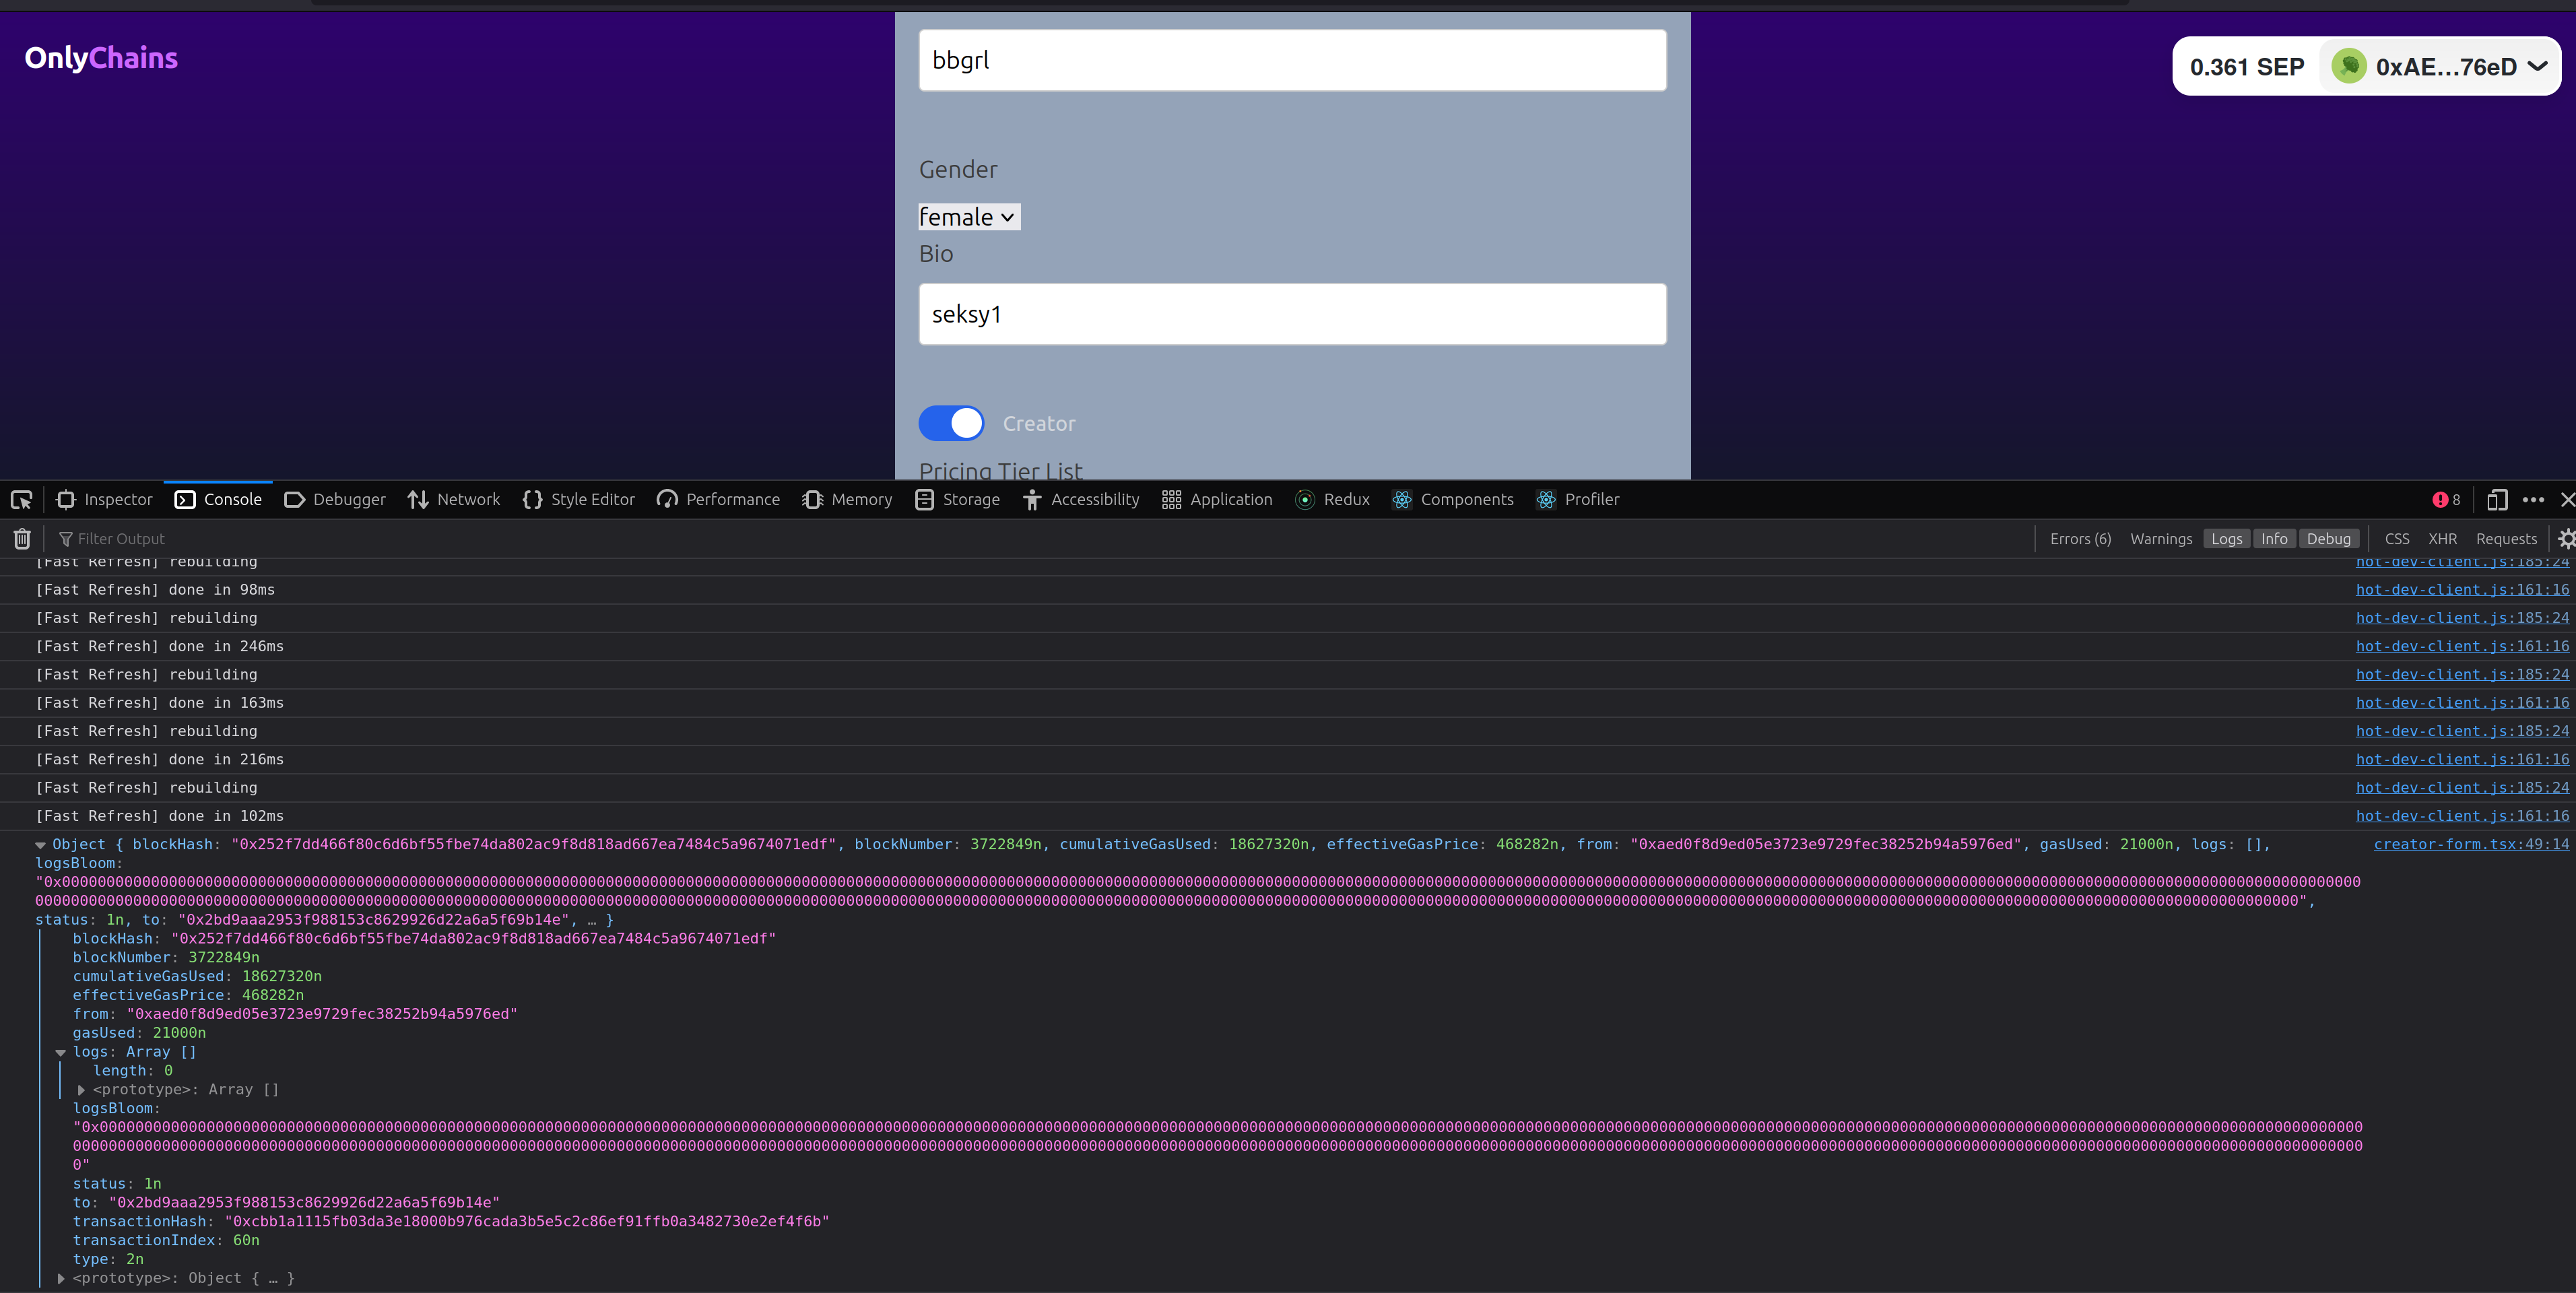 OnlyChains
0.361 SEP
0xAE...76eD
bbgrl
Gender
female
Bio
seksy1
Creator
Pricing Tier List
Inspector Console Debugger Network Style Editor Performance Memory Storage Accessibility Application Redux Components Profiler 8
Filter Output Errors (6) Warnings Logs Info Debug CSS XHR Requests
[Fast Refresh] rebuilding hot-dev-client.js:185:24
[Fast Refresh] done in 98ms hot-dev-client.js:161:16
[Fast Refresh] rebuilding hot-dev-client.js:185:24
[Fast Refresh] done in 246ms hot-dev-client.js:161:16
[Fast Refresh] rebuilding hot-dev-client.js:185:24
[Fast Refresh] done in 163ms hot-dev-client.js:161:16
[Fast Refresh] rebuilding hot-dev-client.js:185:24
[Fast Refresh] done in 216ms hot-dev-client.js:161:16
[Fast Refresh] rebuilding hot-dev-client.js:185:24
[Fast Refresh] done in 102ms hot-dev-client.js:161:16
Object { blockHash: "0x252f7dd466f80c6d6bf55fbe74da802ac9f8d818ad667ea7484c5a9674071edf", blockNumber: 3722849n, cumulativeGasUsed: 18627320n, effectiveGasPrice: 468282n, from: "0xaed0f8d9ed05e3723e9729fec38252b94a5976ed", gasUsed: 21000n, logs: [], creator-form.tsx:49:14
logsBloom:
status: 1n, to: "0x2bd9aaa2953f988153c8629926d22a6a5f69b14e", … }
blockHash: "0x252f7dd466f80c6d6bf55fbe74da802ac9f8d818ad667ea7484c5a9674071edf"
blockNumber: 3722849n
cumulativeGasUsed: 18627320n
effectiveGasPrice: 468282n
from: "0xaed0f8d9ed05e3723e9729fec38252b94a5976ed"
gasUsed: 21000n
logs: Array []
length: 0
<prototype>: Array []
logsBloom:
0"
status: 1n
to: "0x2bd9aaa2953f988153c8629926d22a6a5f69b14e"
transactionHash: "0xcbb1a1115fb03da3e18000b976cada3b5e5c2c86ef91ffb0a3482730e2ef4f6b"
transactionIndex: 60n
type: 2n
<prototype>: Object { … }